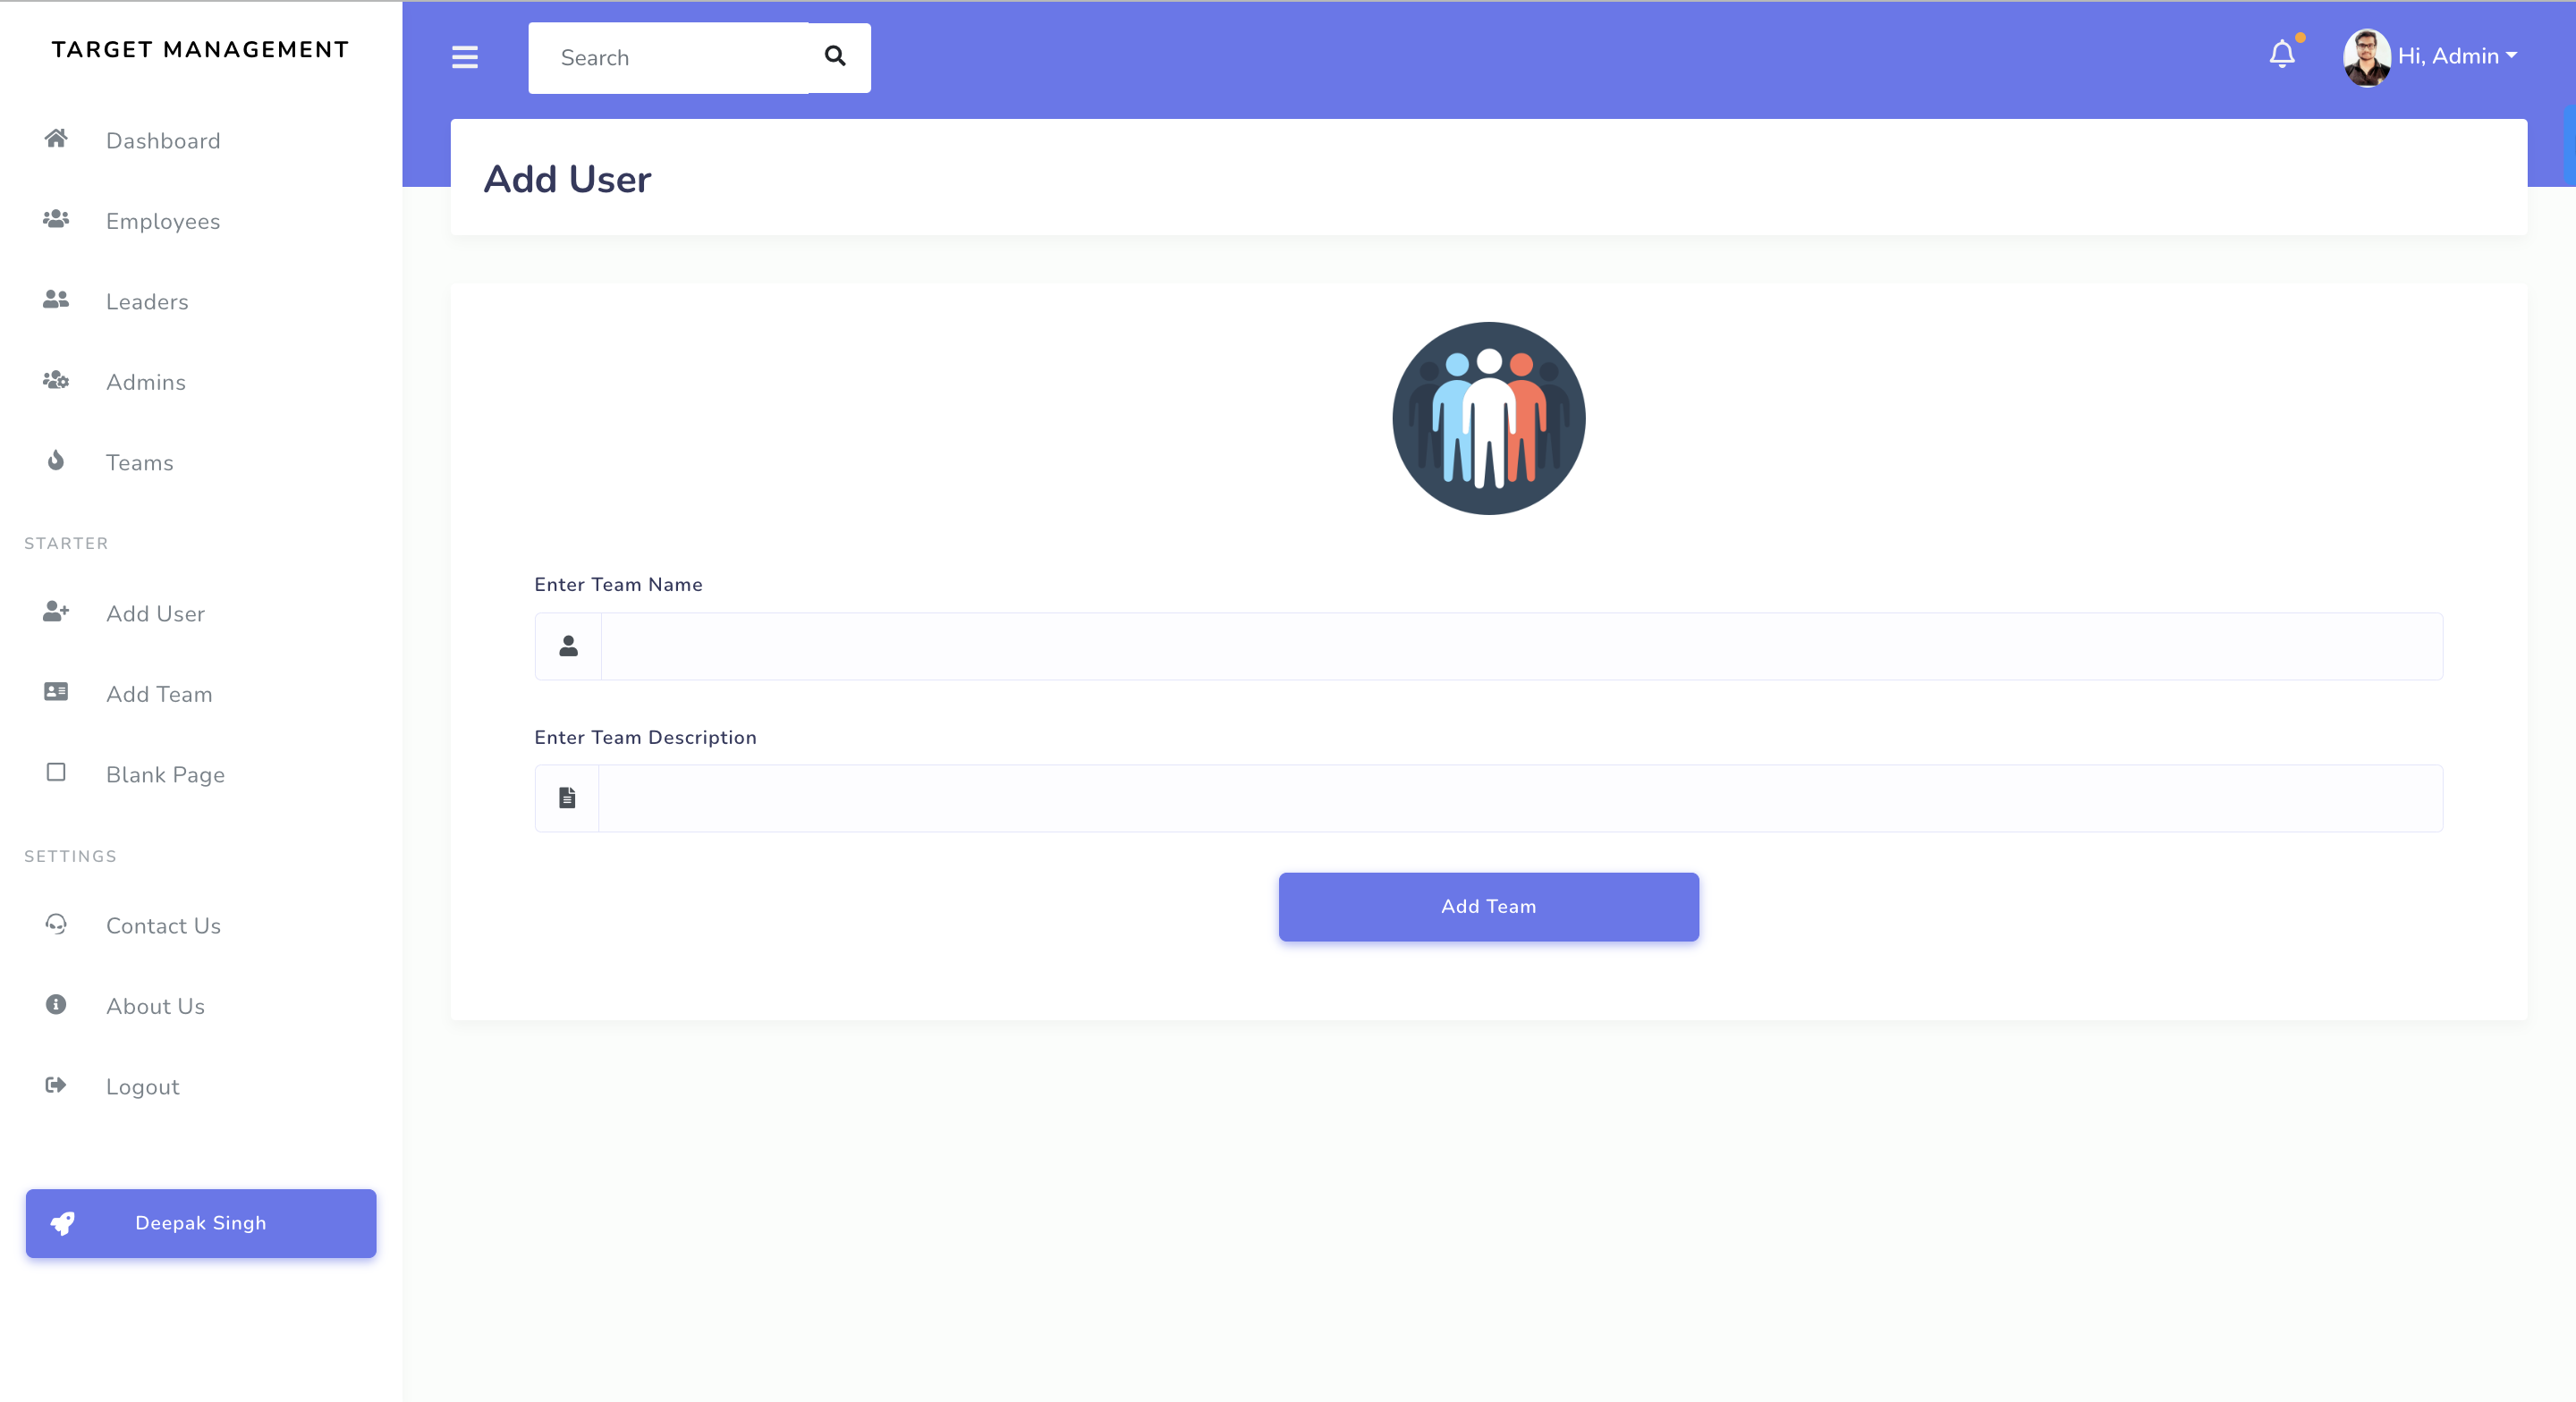 TARGET MANAGEMENT
Dashboard
Employees
Leaders
Admins
Teams
STARTER
Add User
Add Team
Blank Page
SETTINGS
Contact Us
About Us
Logout
Deepak Singh
Search
Hi, Admin
Add User
Enter Team Name
Enter Team Description
Add Team